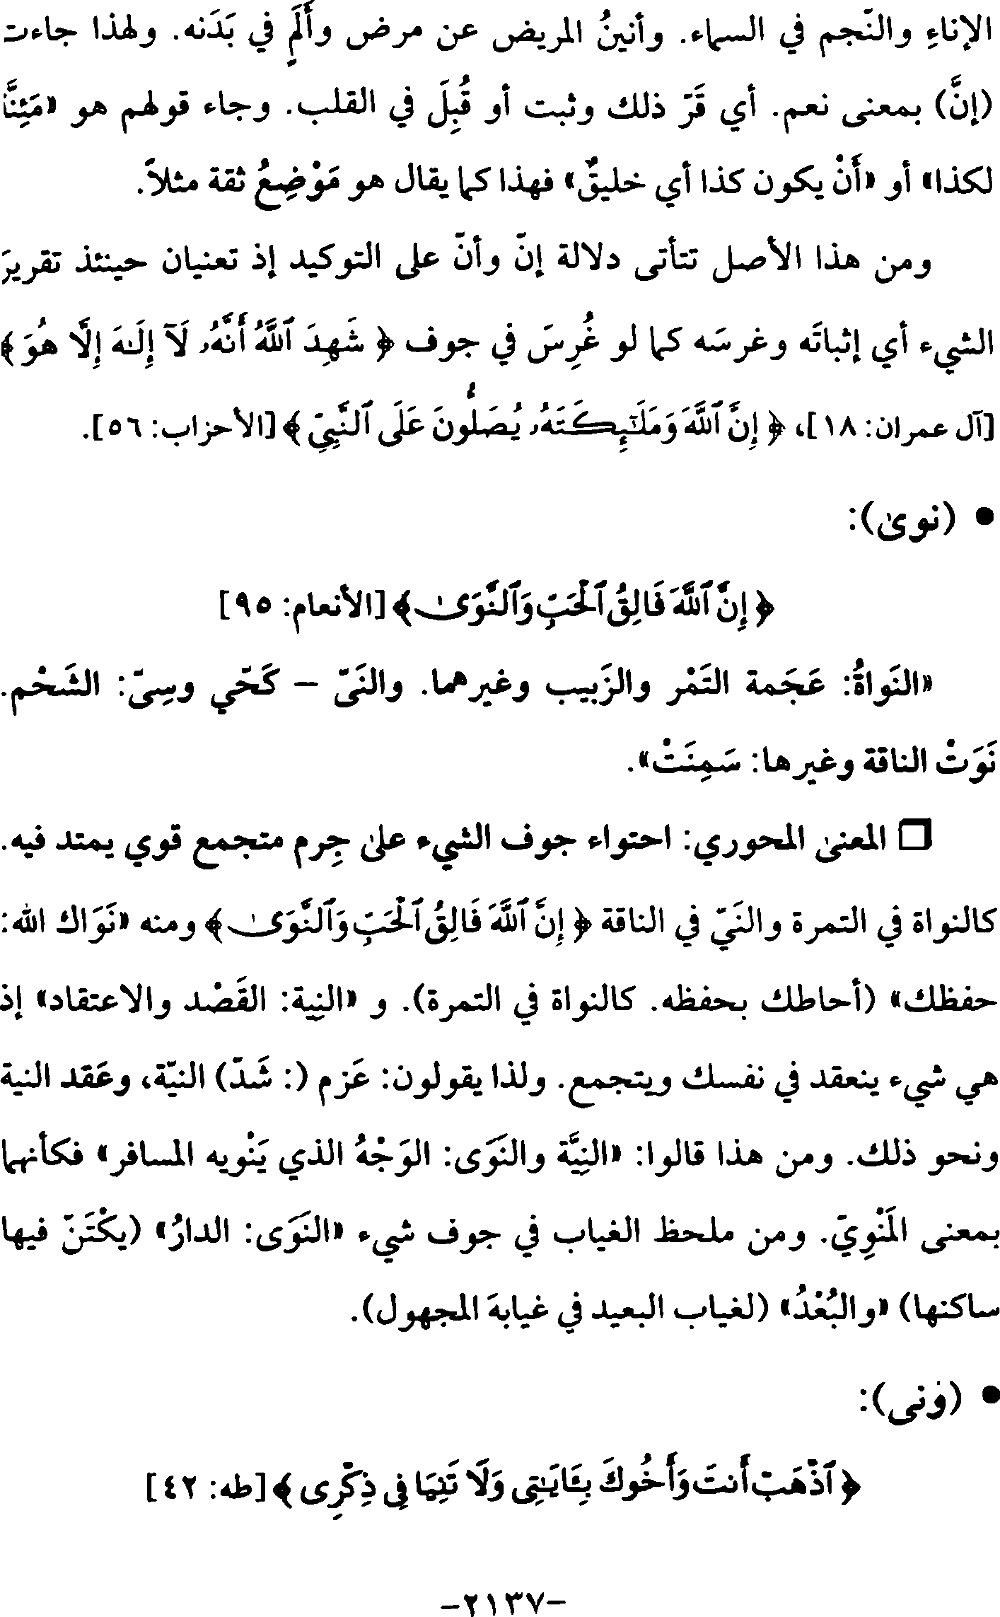 الإناءِ والنّجم في السماء. وأنينُ المريض عن مرض وأَلَمٍ في بَدَنه. ولهذا جاءت
(إنَّ) بمعنى نعم. أي قَرّ ذلك وثبت أو قُبِلَ في القلب. وجاء قولهم هو «مَئِنَّا
لكذا» أو «أَنْ يكون كذا أي خليقٌ» فهذا كما يقال هو مَوْضِعُ ثقة مثلاً.
ومن هذا الأصل تتأتى دلالة إنّ وأنّ على التوكيد إذ تعنيان حينئذ تقريرَ
الشيء أي إثباتَه وغرسَه كما لو غُرِسَ في جوف ﴿ شَهِدَ ٱللَّهُ أَنَّهُۥ لَآ إِلَـٰهَ إِلَّا هُوَ ﴾
[آل عمران: ١٨]، ﴿ إِنَّ ٱللَّهَ وَمَلَـٰٓئِكَتَهُۥ يُصَلُّونَ عَلَى ٱلنَّبِيِّ ﴾ [الأحزاب: ٥٦].
• (نوىٰ):
﴿ إِنَّ ٱللَّهَ فَالِقُ ٱلْحَبِّ وَٱلنَّوَىٰ ﴾ [الأنعام: ٩٥]
«النَواةُ: عَجَمة التَمْر والزَبيب وغيرهما. والنَىّ – كَحّي وسِىّ: الشَحْم.
نَوَتْ الناقة وغيرها: سَمِنَتْ».
❒ المعنىٰ المحوري: احتواء جوف الشيء علىٰ جِرم متجمع قوي يمتد فيه.
كالنواة في التمرة والنَيّ في الناقة ﴿ إِنَّ ٱللَّهَ فَالِقُ ٱلْحَبِّ وَٱلنَّوَىٰ ﴾ ومنه «نَوَاك الله:
حفظك» (أحاطك بحفظه. كالنواة في التمرة). و «النِية: القَصْد والاعتقاد» إذ
هي شيء ينعقد في نفسك ويتجمع. ولذا يقولون: عَزم (: شَدّ) النيّة، وعَقد النية
ونحو ذلك. ومن هذا قالوا: «النِيَّة والنَوَى: الوَجْهُ الذي يَنْويه المسافر» فكأنهما
بمعنى المَنْوِيّ. ومن ملحظ الغياب في جوف شيء «النَوَى: الدارُ» (يكْتَنّ فيها
ساكنها) «والبُعْدُ» (لغياب البعيد في غيابةَ المجهول).
• (ونى):
﴿ ٱذْهَبْ أَنتَ وَأَخُوكَ بِـَٔايَـٰتِى وَلَا تَنِيَا فِى ذِكْرِى ﴾ [طه: ٤٢]
-٢١٣٧-